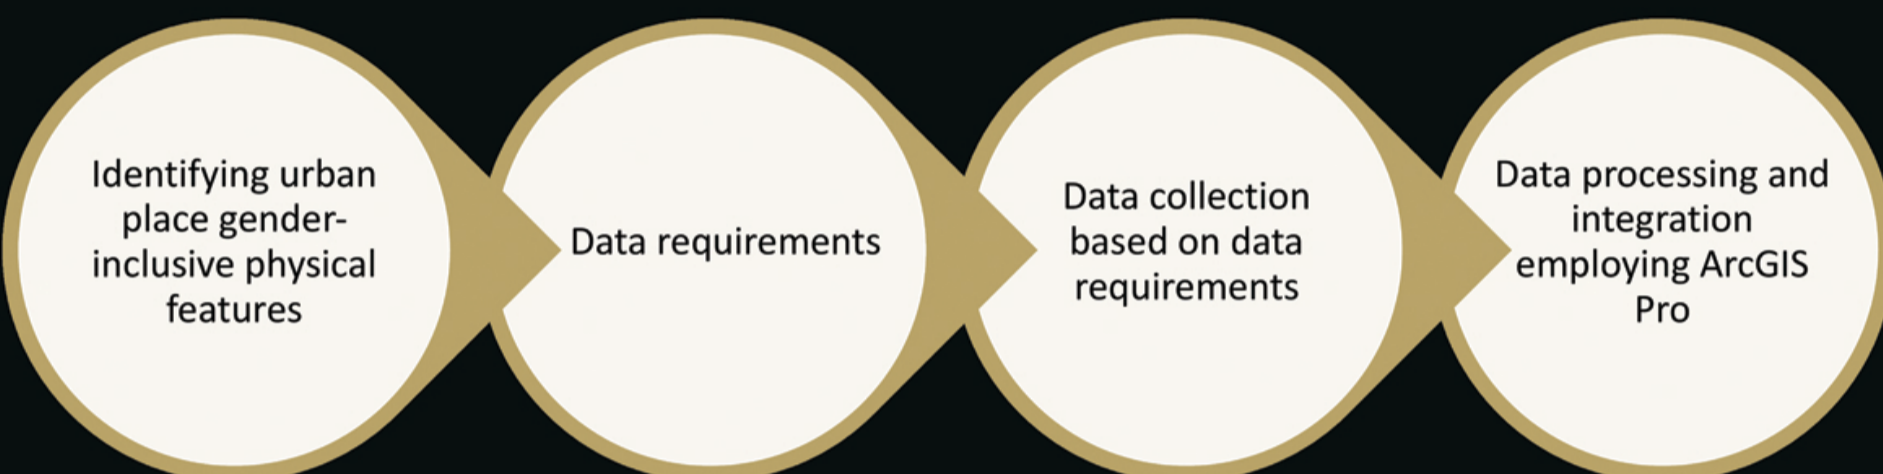 Identifying urban
place gender-
inclusive physical
features
Data requirements
Data collection
based on data
requirements
Data processing and
integration
employing ArcGIS
Pro